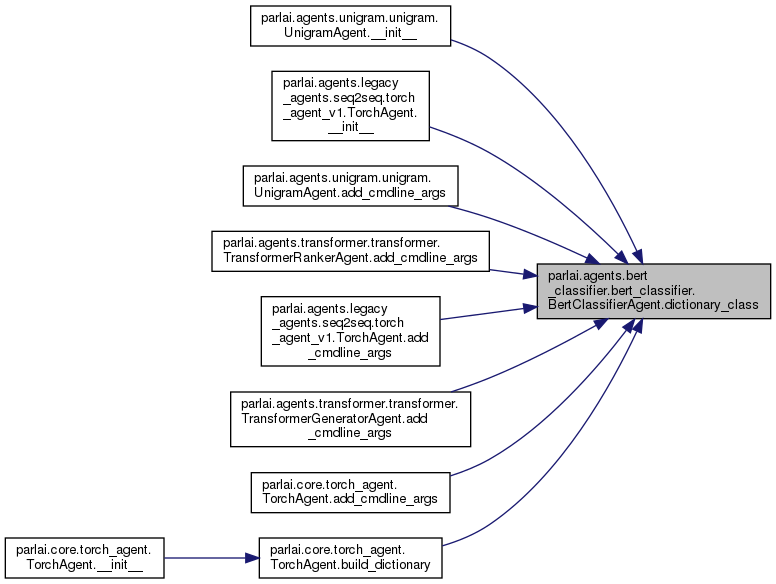 parlai.agents.unigram.unigram.
UnigramAgent.__init__
parlai.agents.legacy
_agents.seq2seq.torch
_agent_v1.TorchAgent.
__init__
parlai.agents.unigram.unigram.
UnigramAgent.add_cmdline_args
parlai.agents.transformer.transformer.
TransformerRankerAgent.add_cmdline_args
parlai.agents.bert
_classifier.bert_classifier.
BertClassifierAgent.dictionary_class
parlai.agents.legacy
_agents.seq2seq.torch
_agent_v1.TorchAgent.add
_cmdline_args
parlai.agents.transformer.transformer.
TransformerGeneratorAgent.add
_cmdline_args
parlai.core.torch_agent.
TorchAgent.add_cmdline_args
parlai.core.torch_agent.
TorchAgent.__init__
parlai.core.torch_agent.
TorchAgent.build_dictionary